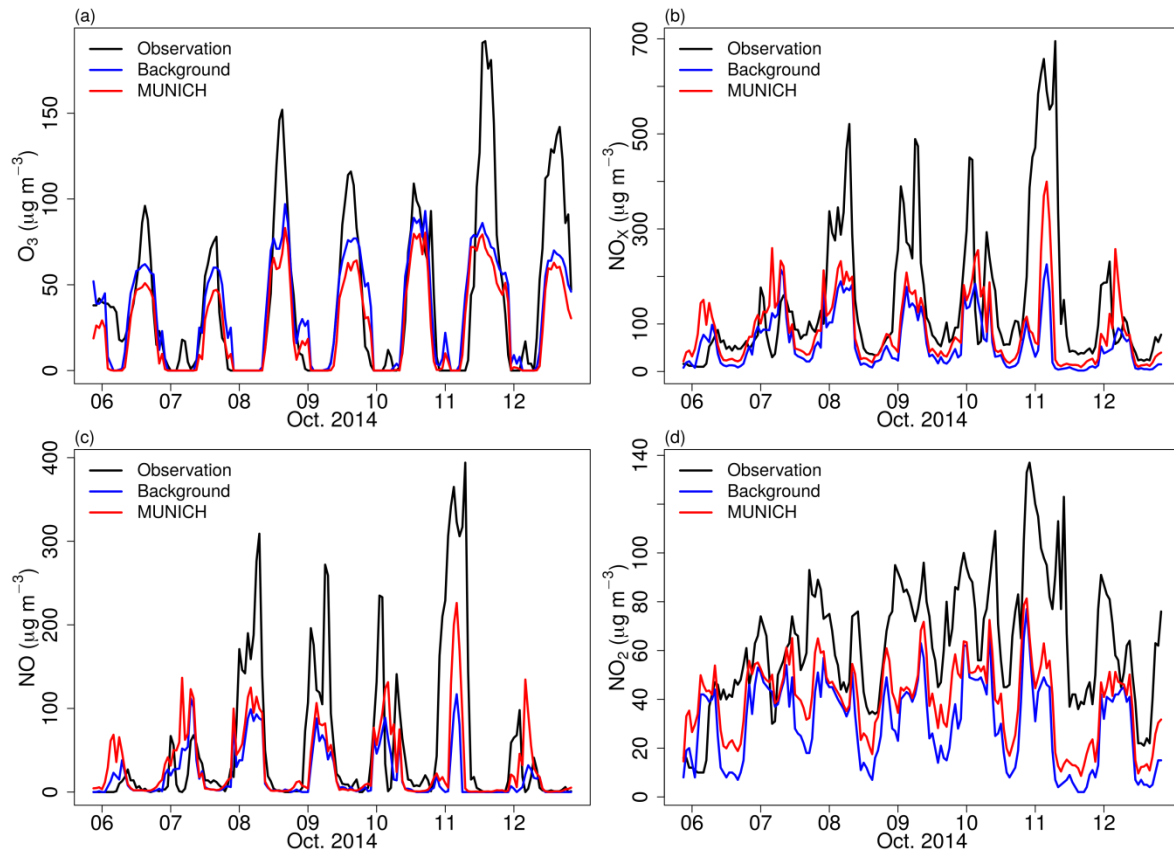 (a)
Observation
Background
MUNICH
O₃ (μg m⁻³)
0 50 100 150
06 07 08 09 10 11 12
Oct. 2014
(b)
Observation
Background
MUNICH
NOX (μg m⁻³)
0 100 300 500 700
06 07 08 09 10 11 12
Oct. 2014
(c)
Observation
Background
MUNICH
NO (μg m⁻³)
0 100 200 300 400
06 07 08 09 10 11 12
Oct. 2014
(d)
Observation
Background
MUNICH
NO₂ (μg m⁻³)
0 20 40 60 80 100 140
06 07 08 09 10 11 12
Oct. 2014